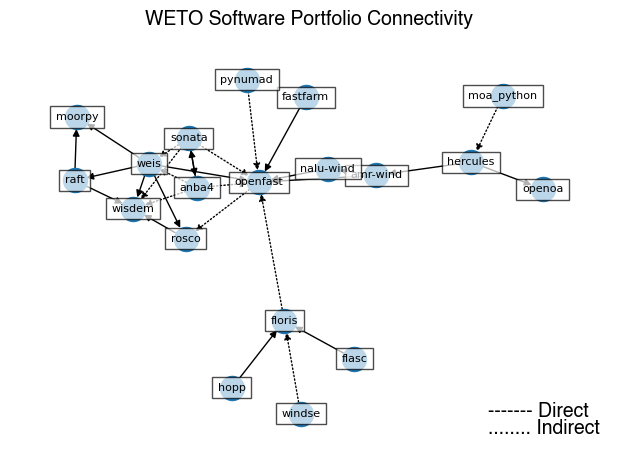 WETO Software Portfolio Connectivity
pynumad
fastfarm
moa_python
moorpy
sonata
weis
nalu-wind
hercules
amr-wind
raft
anba4
openfast
openoa
wisdem
rosco
floris
flasc
hopp
windse
------- Direct
........ Indirect